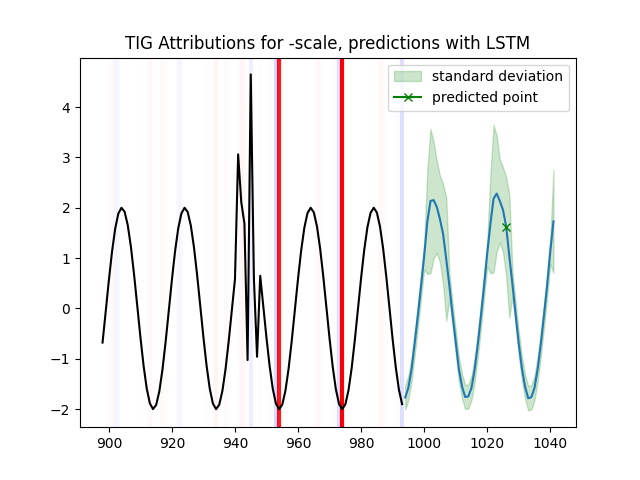 TIG Attributions for -scale, predictions with LSTM
standard deviation
predicted point
4
3
2
1
0
−1
−2
900 920 940 960 980 1000 1020 1040